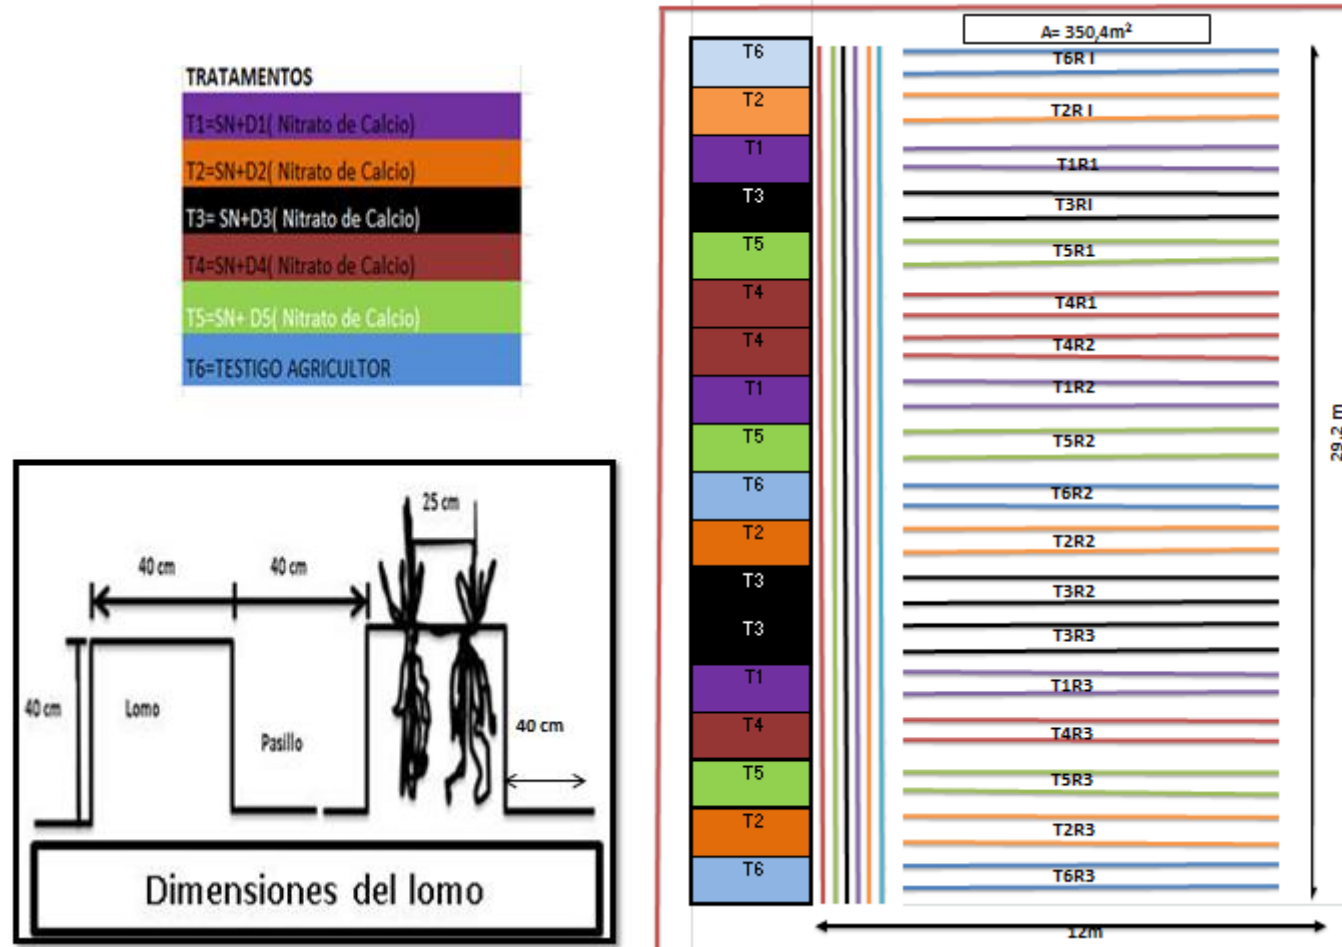 TRATAMENTOS
T1=SN+D1( Nitrato de Calcio)
T2=SN+D2( Nitrato de Calcio)
T3= SN+D3( Nitrato de Calcio)
T4=SN+D4( Nitrato de Calcio)
T5=SN+ D5( Nitrato de Calcio)
T6=TESTIGO AGRICULTOR
25 cm
40 cm
40 cm
40 cm
Lomo
Pasillo
40 cm
Dimensiones del lomo
A= 350,4m²
T6
T2
T1
T3
T5
T4
T4
T1
T5
T6
T2
T3
T3
T1
T4
T5
T2
T6
T6R I
T2R I
T1R1
T3RI
T5R1
T4R1
T4R2
T1R2
T5R2
T6R2
T2R2
T3R2
T3R3
T1R3
T4R3
T5R3
T2R3
T6R3
29,2 m
12m